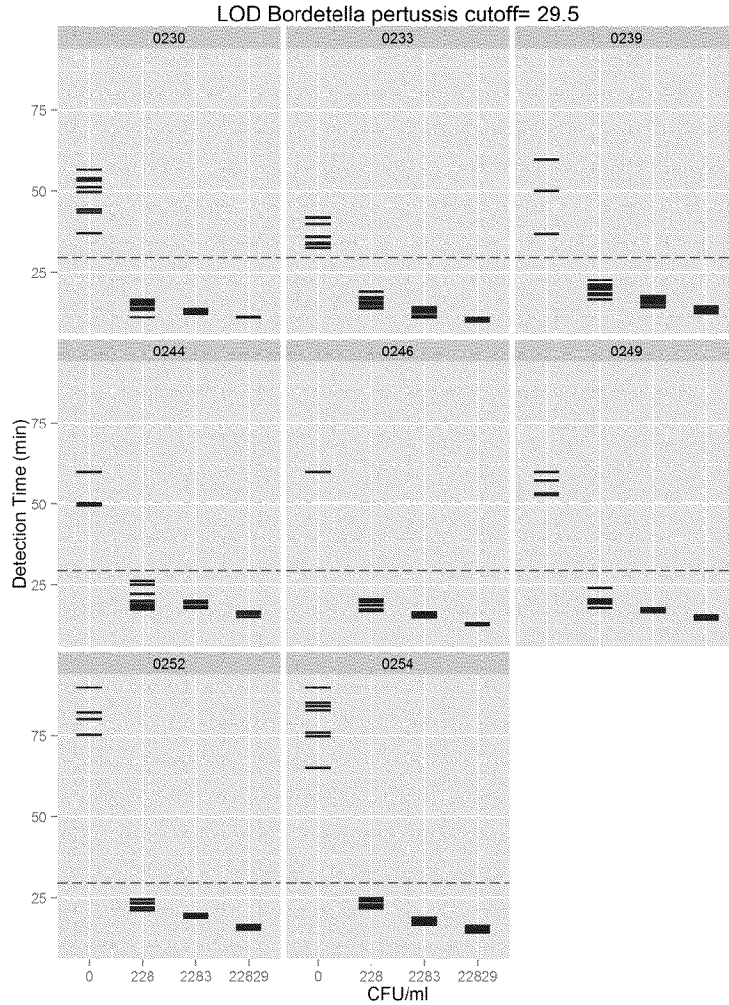 LOD Bordetella pertussis cutoff= 29.5
0230 0233 0239
75
50
25
0244 0246 0249
75
50
25
Detection Time (min)
0252 0254
75
50
25
0 228 2283 22829 0 228 2283 22829
CFU/ml